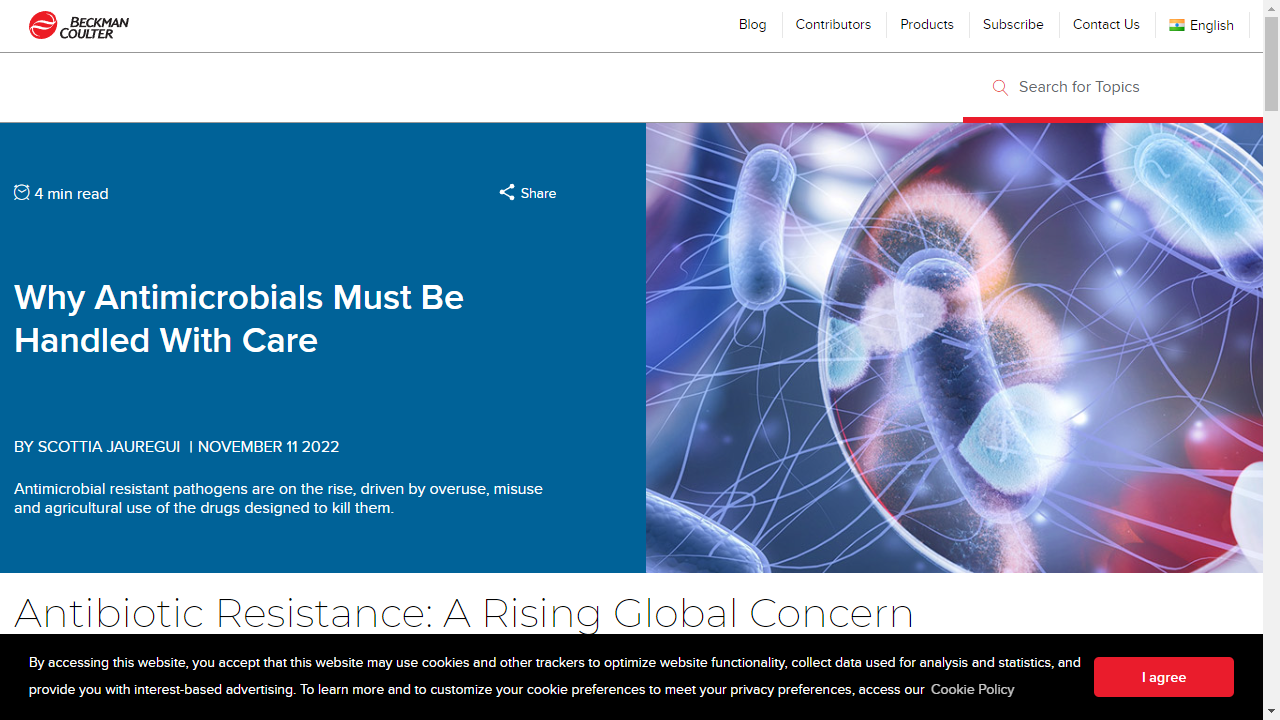 BECKMAN
COULTER
Blog
Contributors
Products
Subscribe
Contact Us
English
Search for Topics
4 min read
Share
Why Antimicrobials Must Be
Handled With Care
BY SCOTTIA JAUREGUI | NOVEMBER 11 2022
Antimicrobial resistant pathogens are on the rise, driven by overuse, misuse
and agricultural use of the drugs designed to kill them.
Antibiotic Resistance: A Rising Global Concern
By accessing this website, you accept that this website may use cookies and other trackers to optimize website functionality, collect data used for analysis and statistics, and
provide you with interest-based advertising. To learn more and to customize your cookie preferences to meet your privacy preferences, access our Cookie Policy
I agree